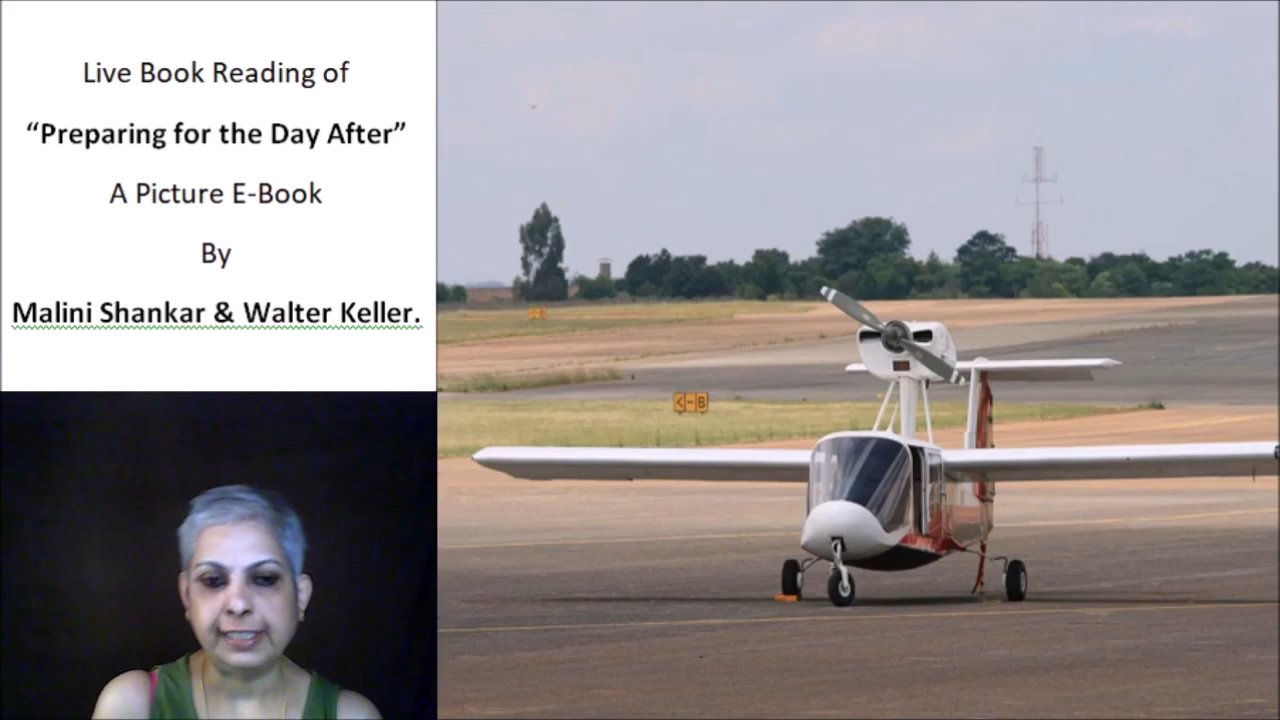 Live Book Reading of
“Preparing for the Day After”
A Picture E-Book
By
Malini Shankar & Walter Keller.
<-B